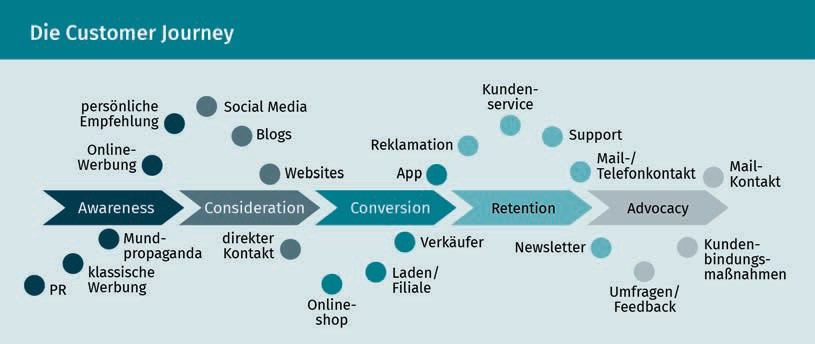 Die Customer Journey
persönliche
Empfehlung
Social Media
Kunden-
service
Online-
Werbung
Blogs
Reklamation
Support
Websites
App
Mail-/
Telefonkontakt
Mail-
Kontakt
Awareness
Consideration
Conversion
Retention
Advocacy
Mund-
propaganda
direkter
Kontakt
Verkäufer
Newsletter
Kunden-
bindungs-
maßnahmen
klassische
Werbung
PR
Laden/
Filiale
Online-
shop
Umfragen/
Feedback